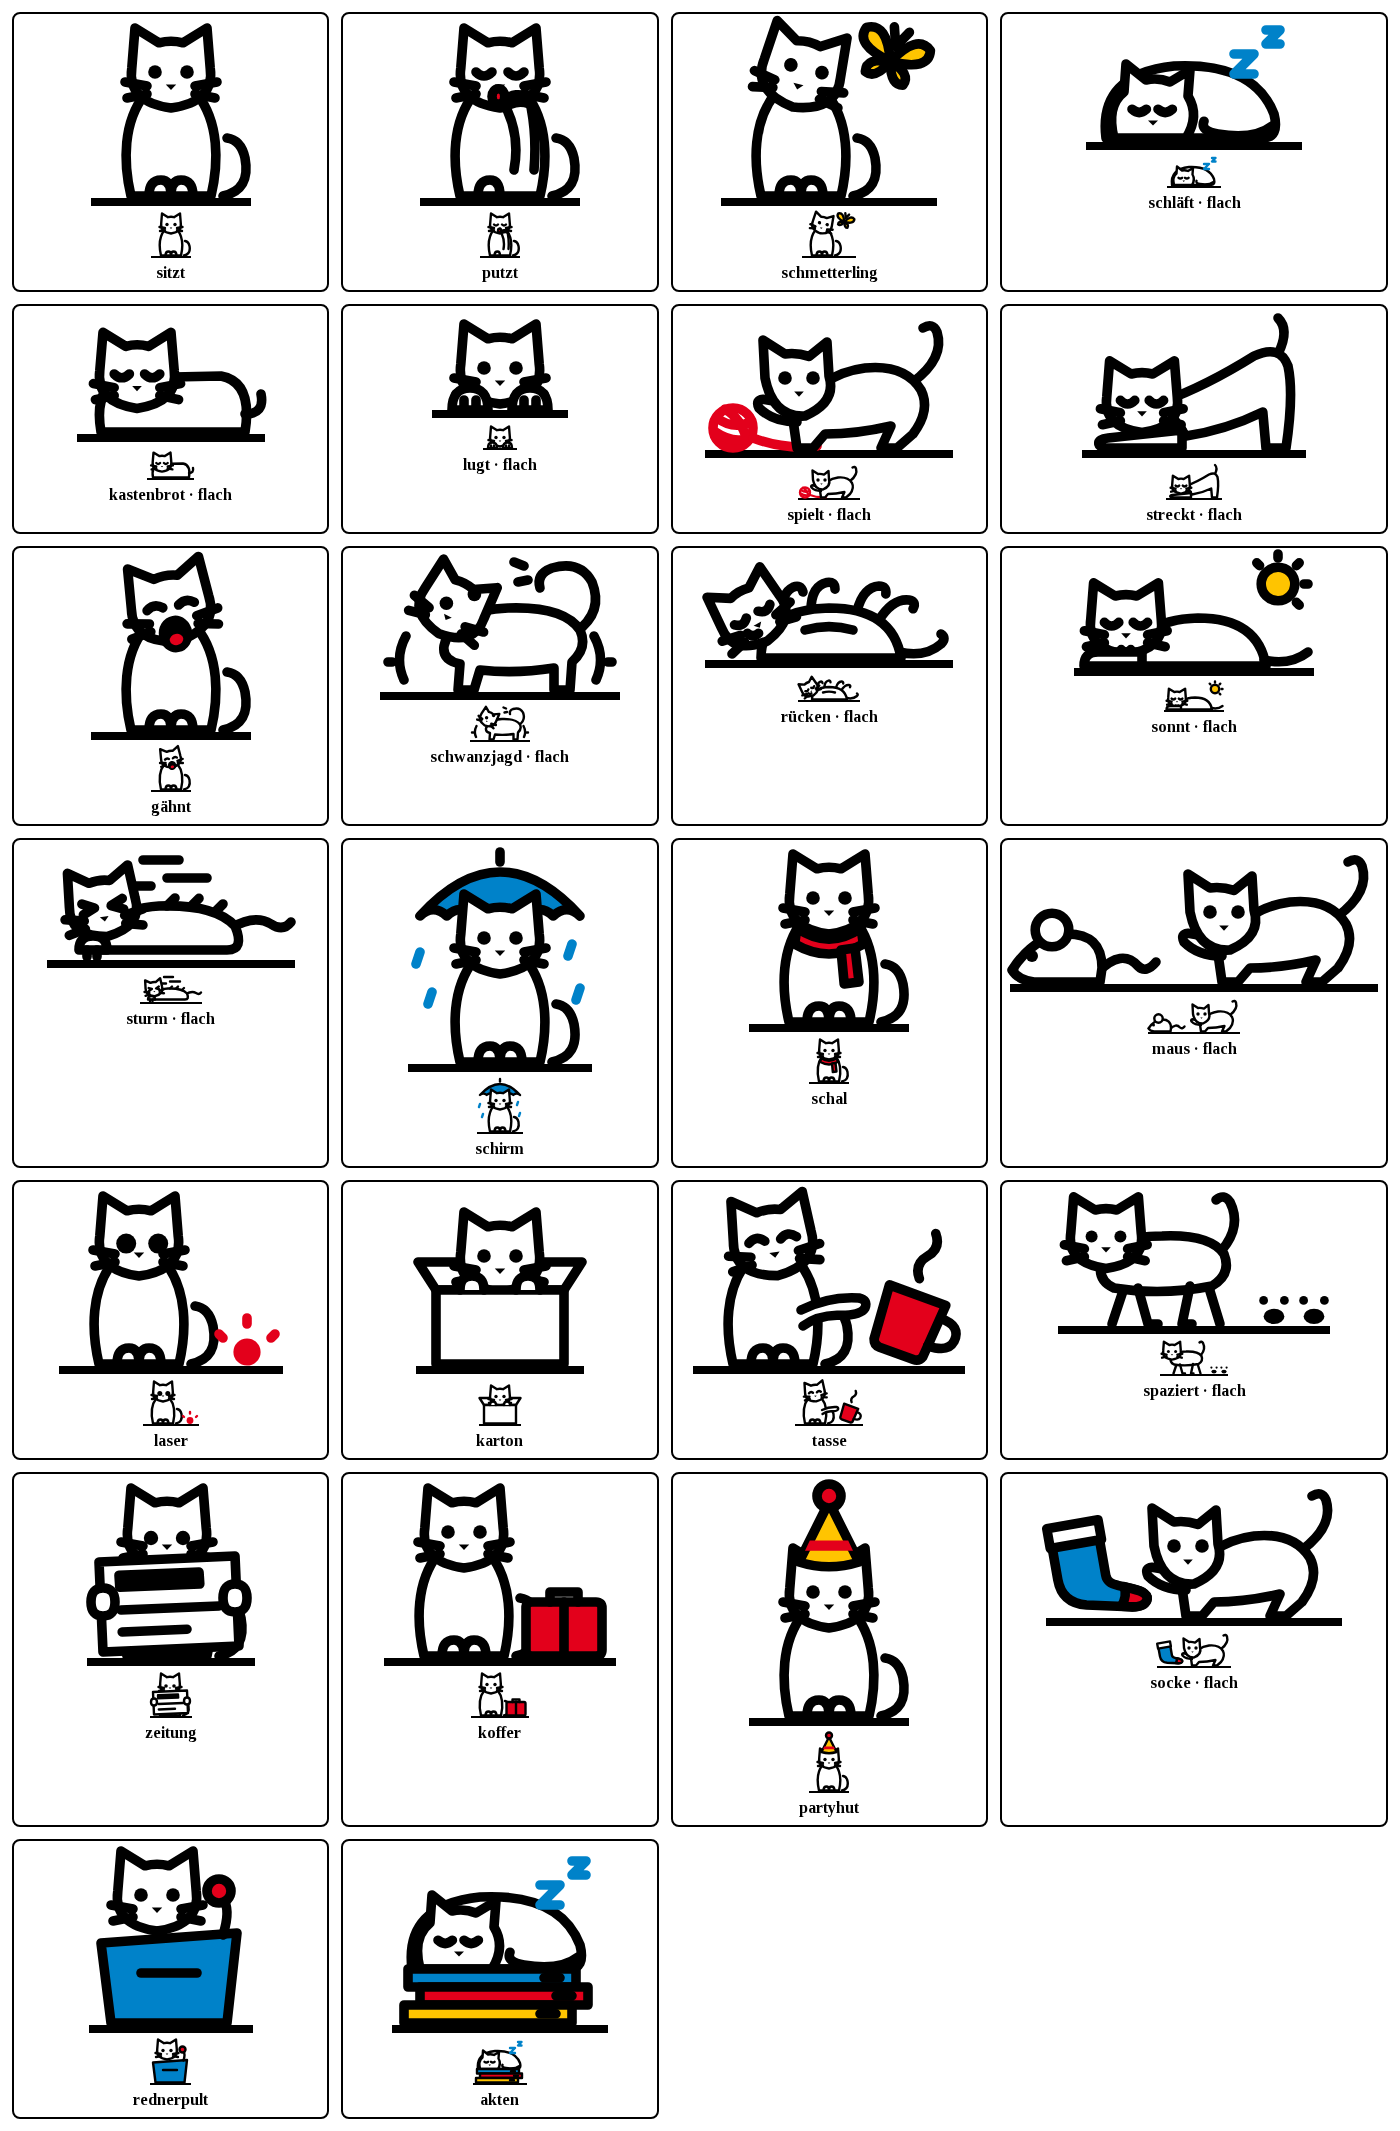 sitzt
putzt
schmetterling
schläft · flach
kastenbrot · flach
lugt · flach
spielt · flach
streckt · flach
gähnt
schwanzjagd · flach
rücken · flach
sonnt · flach
sturm · flach
schirm
schal
maus · flach
laser
karton
tasse
spaziert · flach
zeitung
koffer
partyhut
socke · flach
rednerpult
akten